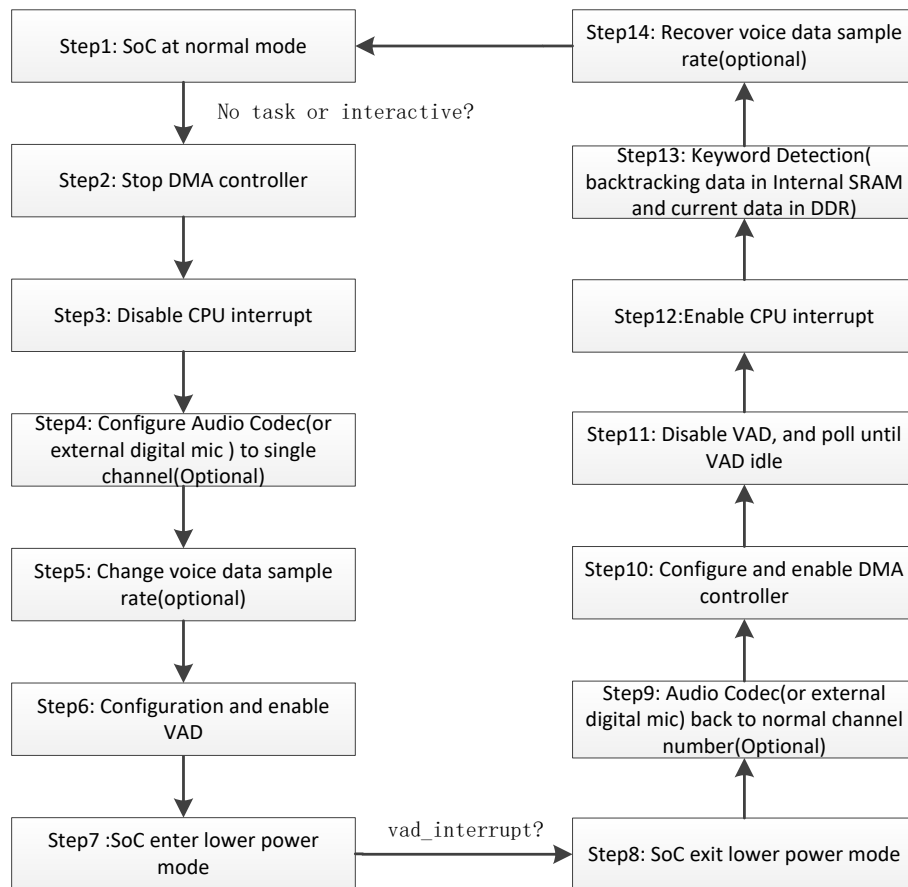 Step1: SoC at normal mode
No task or interactive?
Step2: Stop DMA controller
Step3: Disable CPU interrupt
Step4: Configure Audio Codec(or
external digital mic ) to single
channel(Optional)
Step5: Change voice data sample
rate(optional)
Step6: Configuration and enable
VAD
Step7 :SoC enter lower power
mode
vad_interrupt?
Step8: SoC exit lower power mode
Step9: Audio Codec(or external
digital mic) back to normal channel
number(Optional)
Step10: Configure and enable DMA
controller
Step11: Disable VAD, and poll until
VAD idle
Step12:Enable CPU interrupt
Step13: Keyword Detection(
backtracking data in Internal SRAM
and current data in DDR)
Step14: Recover voice data sample
rate(optional)